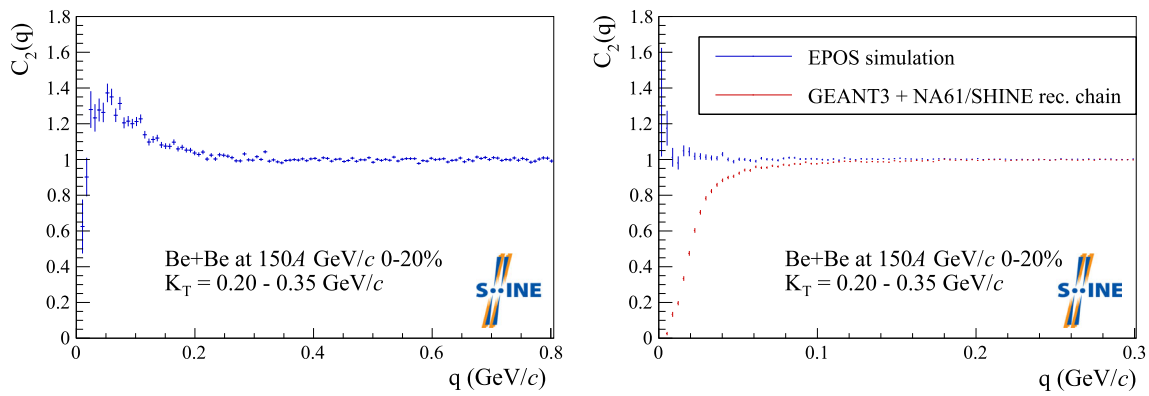 C2(q)
1.8
1.6
1.4
1.2
1
0.8
0.6
0.4
0.2
0
Be+Be at 150A GeV/c 0-20%
KT = 0.20 - 0.35 GeV/c
SHINE
0 0.2 0.4 0.6 0.8
q (GeV/c)
C2(q)
1.8
1.6
1.4
1.2
1
0.8
0.6
0.4
0.2
0
EPOS simulation
GEANT3 + NA61/SHINE rec. chain
Be+Be at 150A GeV/c 0-20%
KT = 0.20 - 0.35 GeV/c
SHINE
0 0.1 0.2 0.3
q (GeV/c)